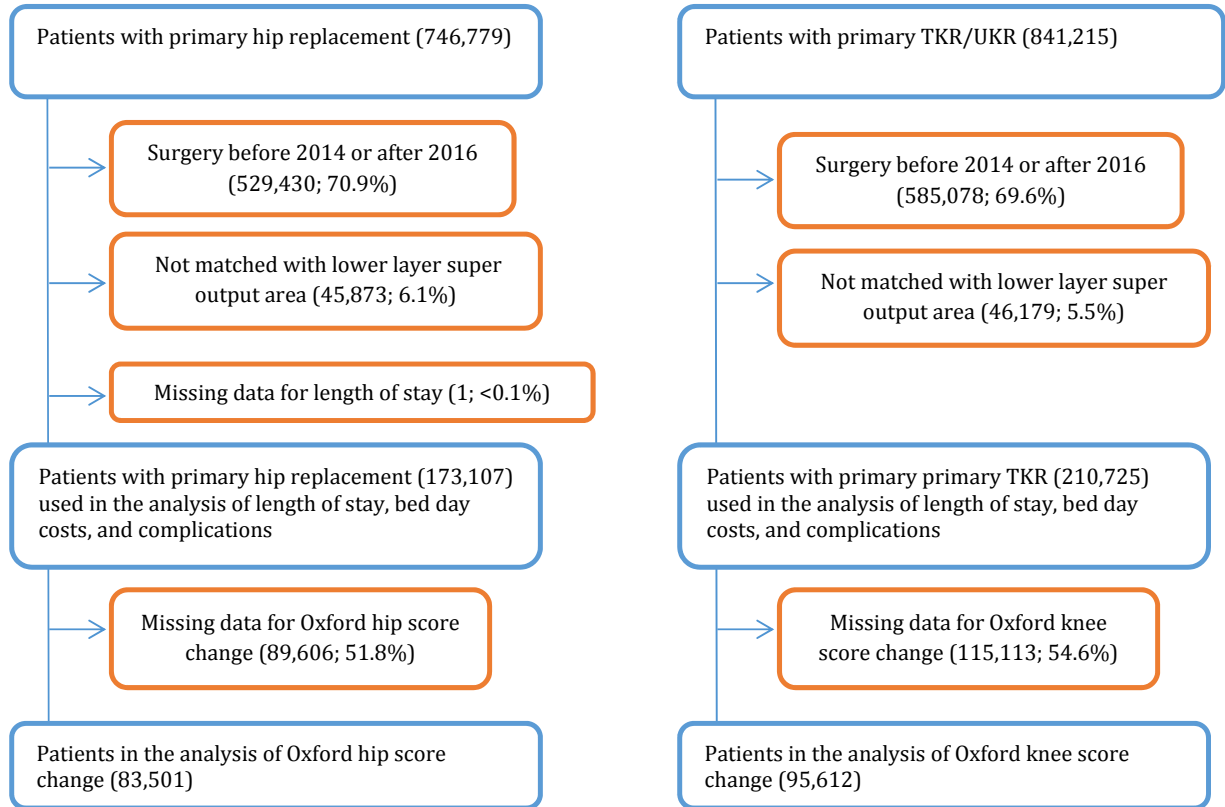 Patients with primary hip replacement (746,779)
Surgery before 2014 or after 2016
(529,430; 70.9%)
Not matched with lower layer super
output area (45,873; 6.1%)
Missing data for length of stay (1; <0.1%)
Patients with primary hip replacement (173,107)
used in the analysis of length of stay, bed day
costs, and complications
Missing data for Oxford hip score
change (89,606; 51.8%)
Patients in the analysis of Oxford hip score
change (83,501)
Patients with primary TKR/UKR (841,215)
Surgery before 2014 or after 2016
(585,078; 69.6%)
Not matched with lower layer super
output area (46,179; 5.5%)
Patients with primary primary TKR (210,725)
used in the analysis of length of stay, bed day
costs, and complications
Missing data for Oxford knee
score change (115,113; 54.6%)
Patients in the analysis of Oxford knee score
change (95,612)